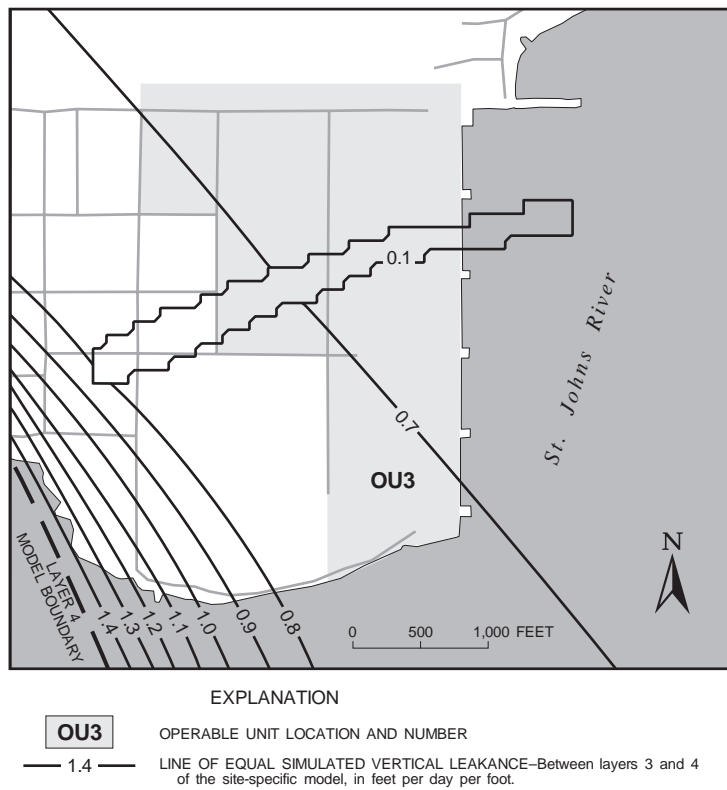 0.1
St. Johns River
0.7
OU3
N
LAYER 4
MODEL BOUNDARY
1.4
1.3
1.2
1.1
1.0
0.9
0.8
0 500 1,000 FEET
EXPLANATION
OU3 OPERABLE UNIT LOCATION AND NUMBER
1.4 LINE OF EQUAL SIMULATED VERTICAL LEAKANCE–Between layers 3 and 4
of the site-specific model, in feet per day per foot.